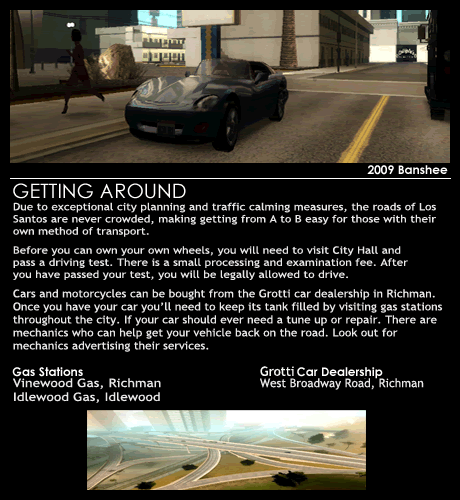 2009 Banshee
GETTING AROUND
Due to exceptional city planning and traffic calming measures, the roads of Los
Santos are never crowded, making getting from A to B easy for those with their
own method of transport.
Before you can own your own wheels, you will need to visit City Hall and
pass a driving test. There is a small processing and examination fee. After
you have passed your test, you will be legally allowed to drive.
Cars and motorcycles can be bought from the Grotti car dealership in Richman.
Once you have your car you'll need to keep its tank filled by visiting gas stations
throughout the city. If your car should ever need a tune up or repair. There are
mechanics who can help get your vehicle back on the road. Look out for
mechanics advertising their services.
Gas Stations
Vinewood Gas, Richman
Idlewood Gas, Idlewood
Grotti Car Dealership
West Broadway Road, Richman